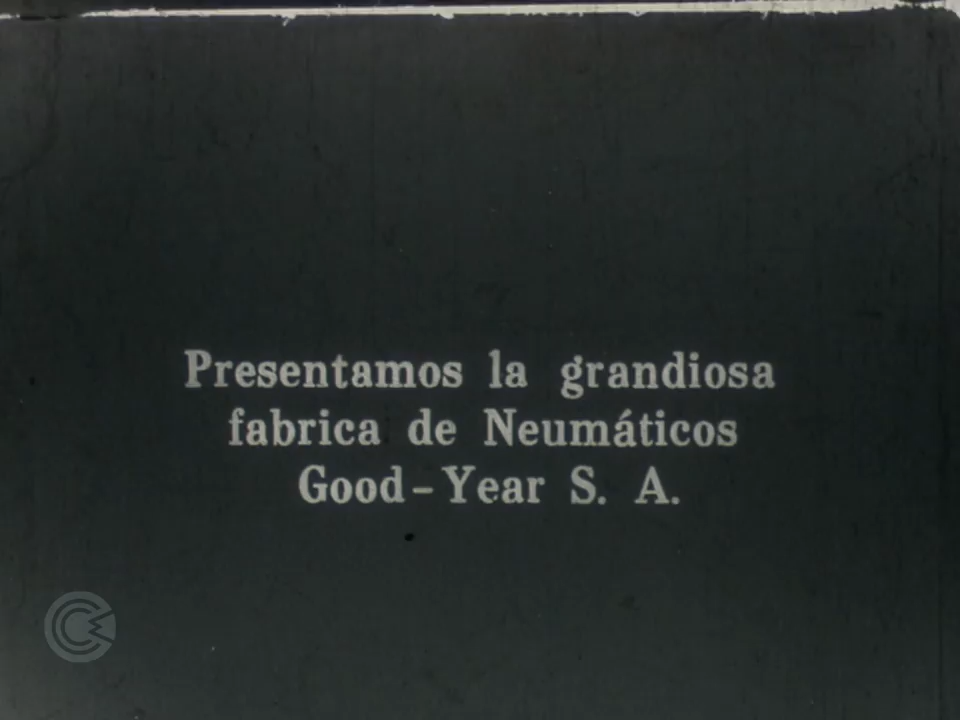 Presentamos la grandiosa
fabrica de Neumáticos
Good-Year S. A.